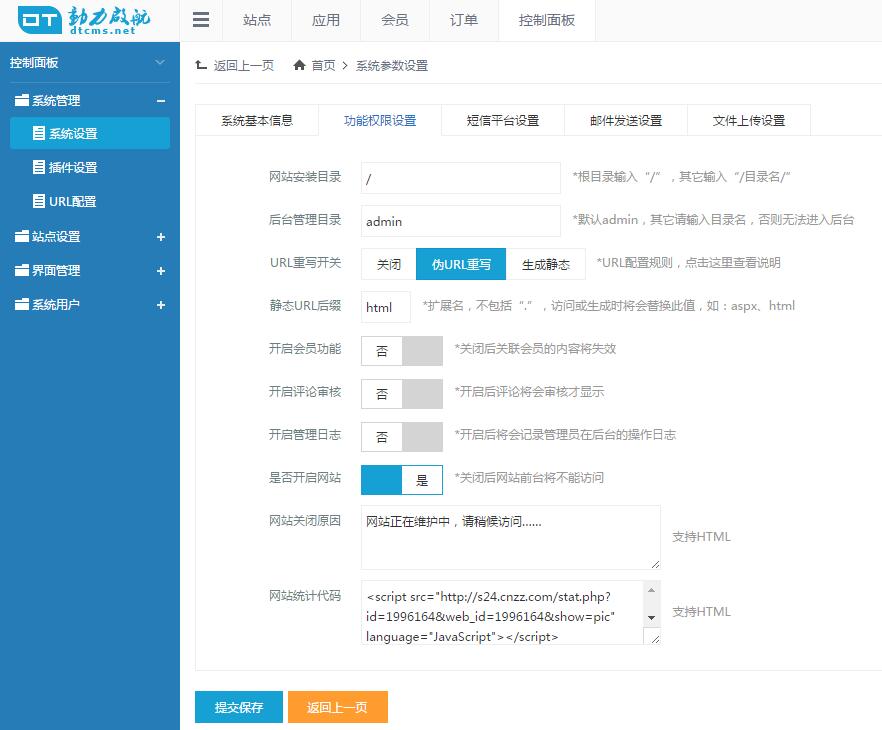 动力启航
dtcms.net
站点
应用
会员
订单
控制面板
控制面板
系统管理
系统设置
插件设置
URL配置
站点设置
界面管理
系统用户
返回上一页 首页 > 系统参数设置
系统基本信息
功能权限设置
短信平台设置
邮件发送设置
文件上传设置
网站安装目录 / *根目录输入“/”，其它输入“/目录名/”
后台管理目录 admin *默认admin，其它请输入目录名，否则无法进入后台
URL重写开关 关闭 伪URL重写 生成静态 *URL配置规则，点击这里查看说明
静态URL后缀 html *扩展名，不包括“.”，访问或生成时将会替换此值，如：aspx、html
开启会员功能 否 *关闭后关联会员的内容将失效
开启评论审核 否 *开启后评论将会审核才显示
开启管理日志 否 *开启后将会记录管理员在后台的操作日志
是否开启网站 是 *关闭后网站前台将不能访问
网站关闭原因 网站正在维护中，请稍候访问……
支持HTML
网站统计代码 <script src="http://s24.cnzz.com/stat.php?
id=1996164&web_id=1996164&show=pic"
language="JavaScript"></script>
支持HTML
提交保存
返回上一页